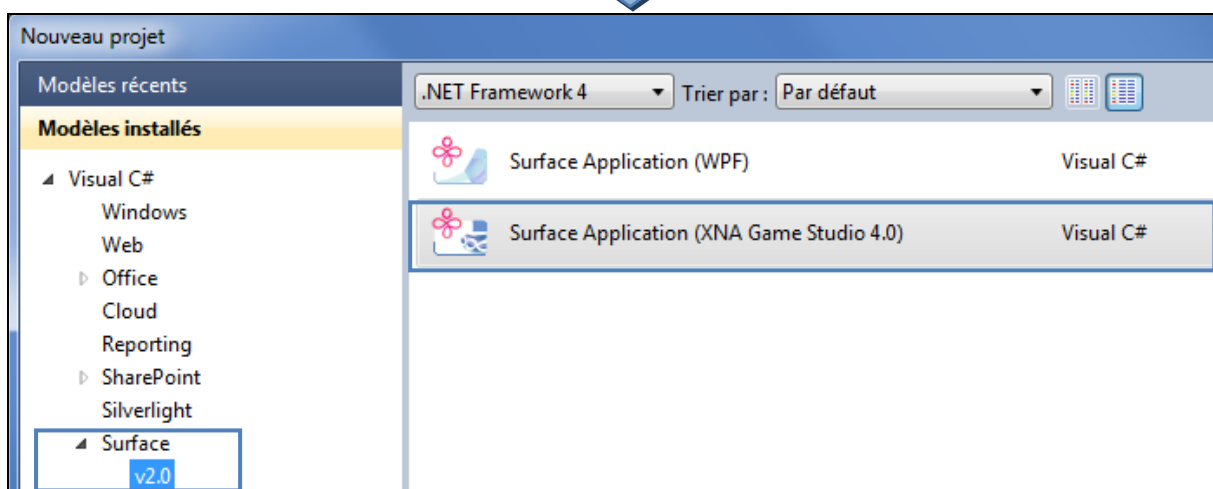 Nouveau projet
Modèles récents
Modèles installés
Visual C#
Windows
Web
Office
Cloud
Reporting
SharePoint
Silverlight
Surface
v2.0
.NET Framework 4 Trier par : Par défaut
Surface Application (WPF) Visual C#
Surface Application (XNA Game Studio 4.0) Visual C#